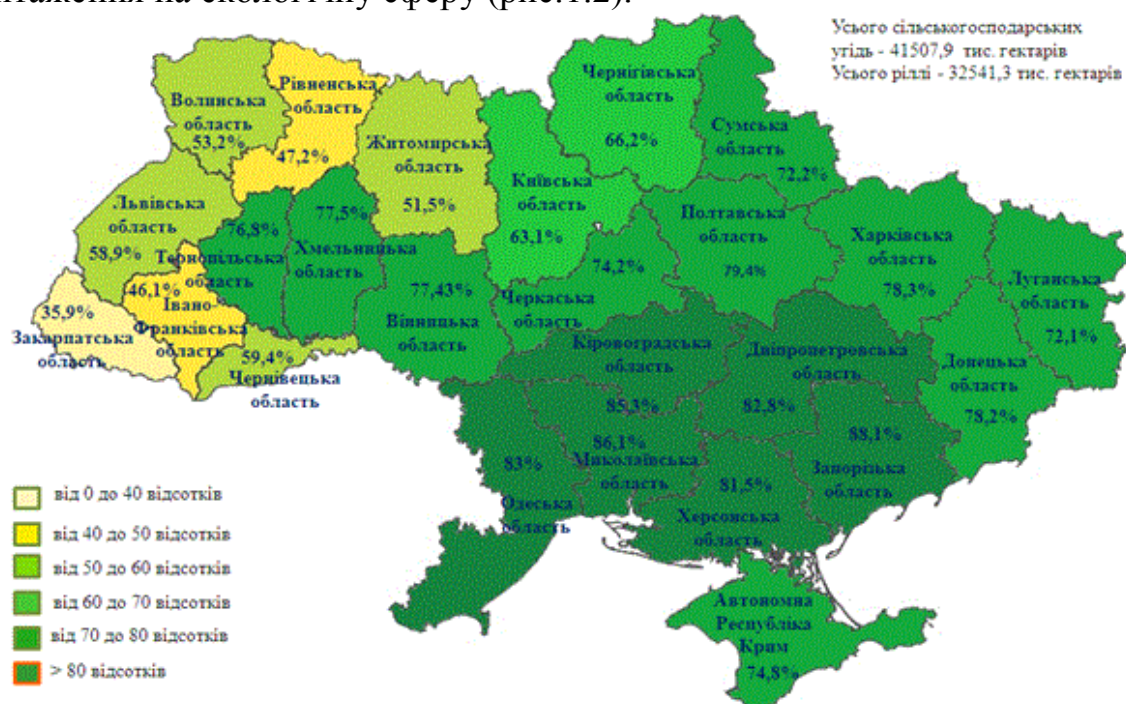 таження на екологічну сферу (рис.1.2).
Усього сільськогосподарських
угідь - 41507,9 тис. гектарів
Усього ріллі - 32541,3 тис. гектарів
Волинська
область
53,2%
Рівненська
область
47,2%
Житомирська
область
51,5%
Київська
область
63,1%
Чернігівська
область
66,2%
Сумська
область
72,2%
Львівська
область
58,9%
76,8%
Тернопільська
область
77,5%
Хмельницька
область
77,43%
Вінницька
область
74,2%
Черкаська
область
Полтавська
область
79,4%
Харківська
область
78,3%
Луганська
область
72,1%
Донецька
область
78,2%
35,9%
Закарпатська
область
46,1%
Івано-
Франківська
область
59,4%
Чернівецька
область
Кіровоградська
область
85,3%
Дніпропетровська
область
82,8%
88,1%
Запорізька
область
83%
Одеська
область
86,1%
Миколаївська
область
81,5%
Херсонська
область
Автономна
Республіка
Крим
74,8%
від 0 до 40 відсотків
від 40 до 50 відсотків
від 50 до 60 відсотків
від 60 до 70 відсотків
від 70 до 80 відсотків
> 80 відсотків